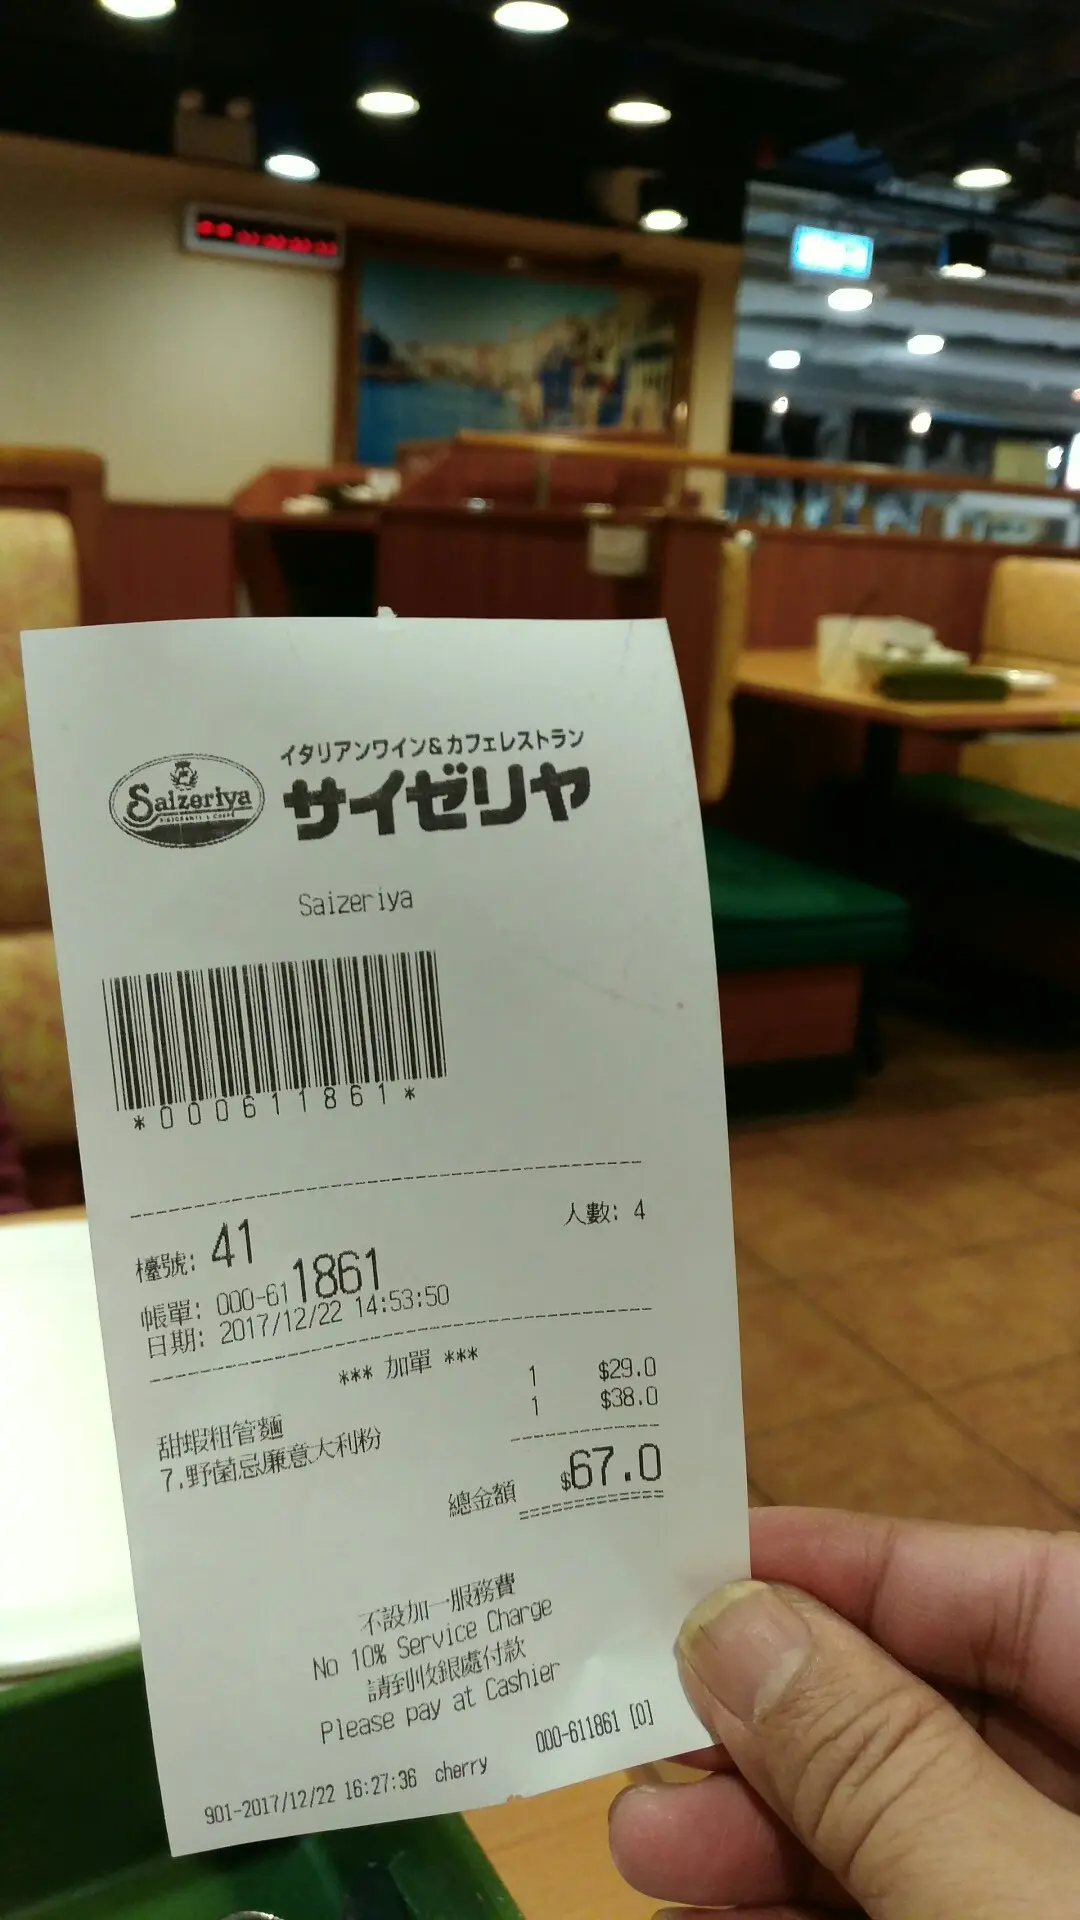 イタリアンワイン&カフェレストラン
Saizeriya
サイゼリヤ
Saizeriya
*000611861*
檯號: 41
人數: 4
帳單: 000-611861
日期: 2017/12/22 14:53:50
*** 加單 ***
甜蝦粗管麵 1 $29.0
7.野菌忌廉意大利粉 1 $38.0
總金額 $67.0
不設加一服務費
No 10% Service Charge
請到收銀處付款
Please pay at Cashier
000-611861 [0]
901-2017/12/22 16:27:36 cherry